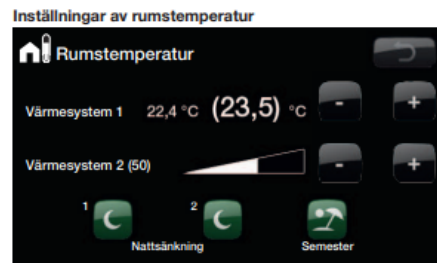 Inställningar av rumstemperatur
Rumstemperatur
Värmesystem 1 22,4 °C (23,5) °C - +
Värmesystem 2 (50) - +
1 2
Nattsänkning Semester